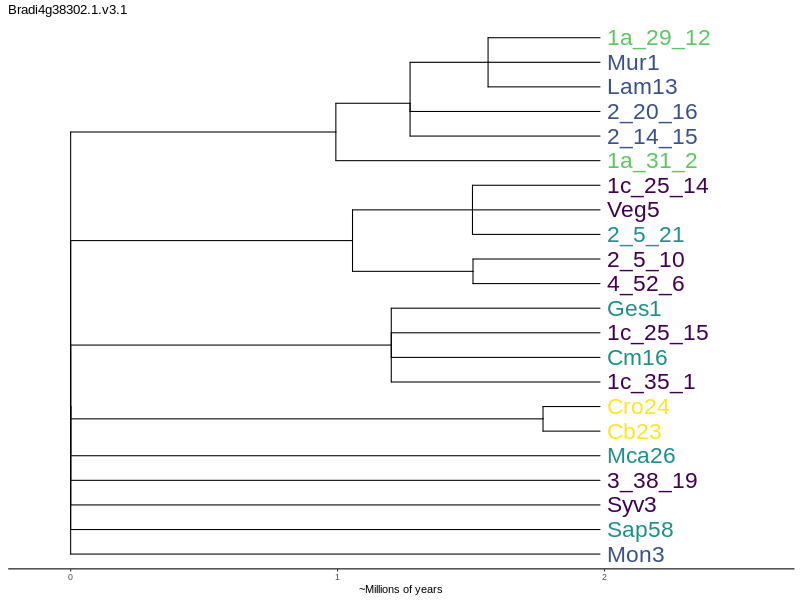 Bradi4g38302.1.v3.1
1a_29_12
Mur1
Lam13
2_20_16
2_14_15
1a_31_2
1c_25_14
Veg5
2_5_21
2_5_10
4_52_6
Ges1
1c_25_15
Cm16
1c_35_1
Cro24
Cb23
Mca26
3_38_19
Syv3
Sap58
Mon3
0 1 2
~Millions of years